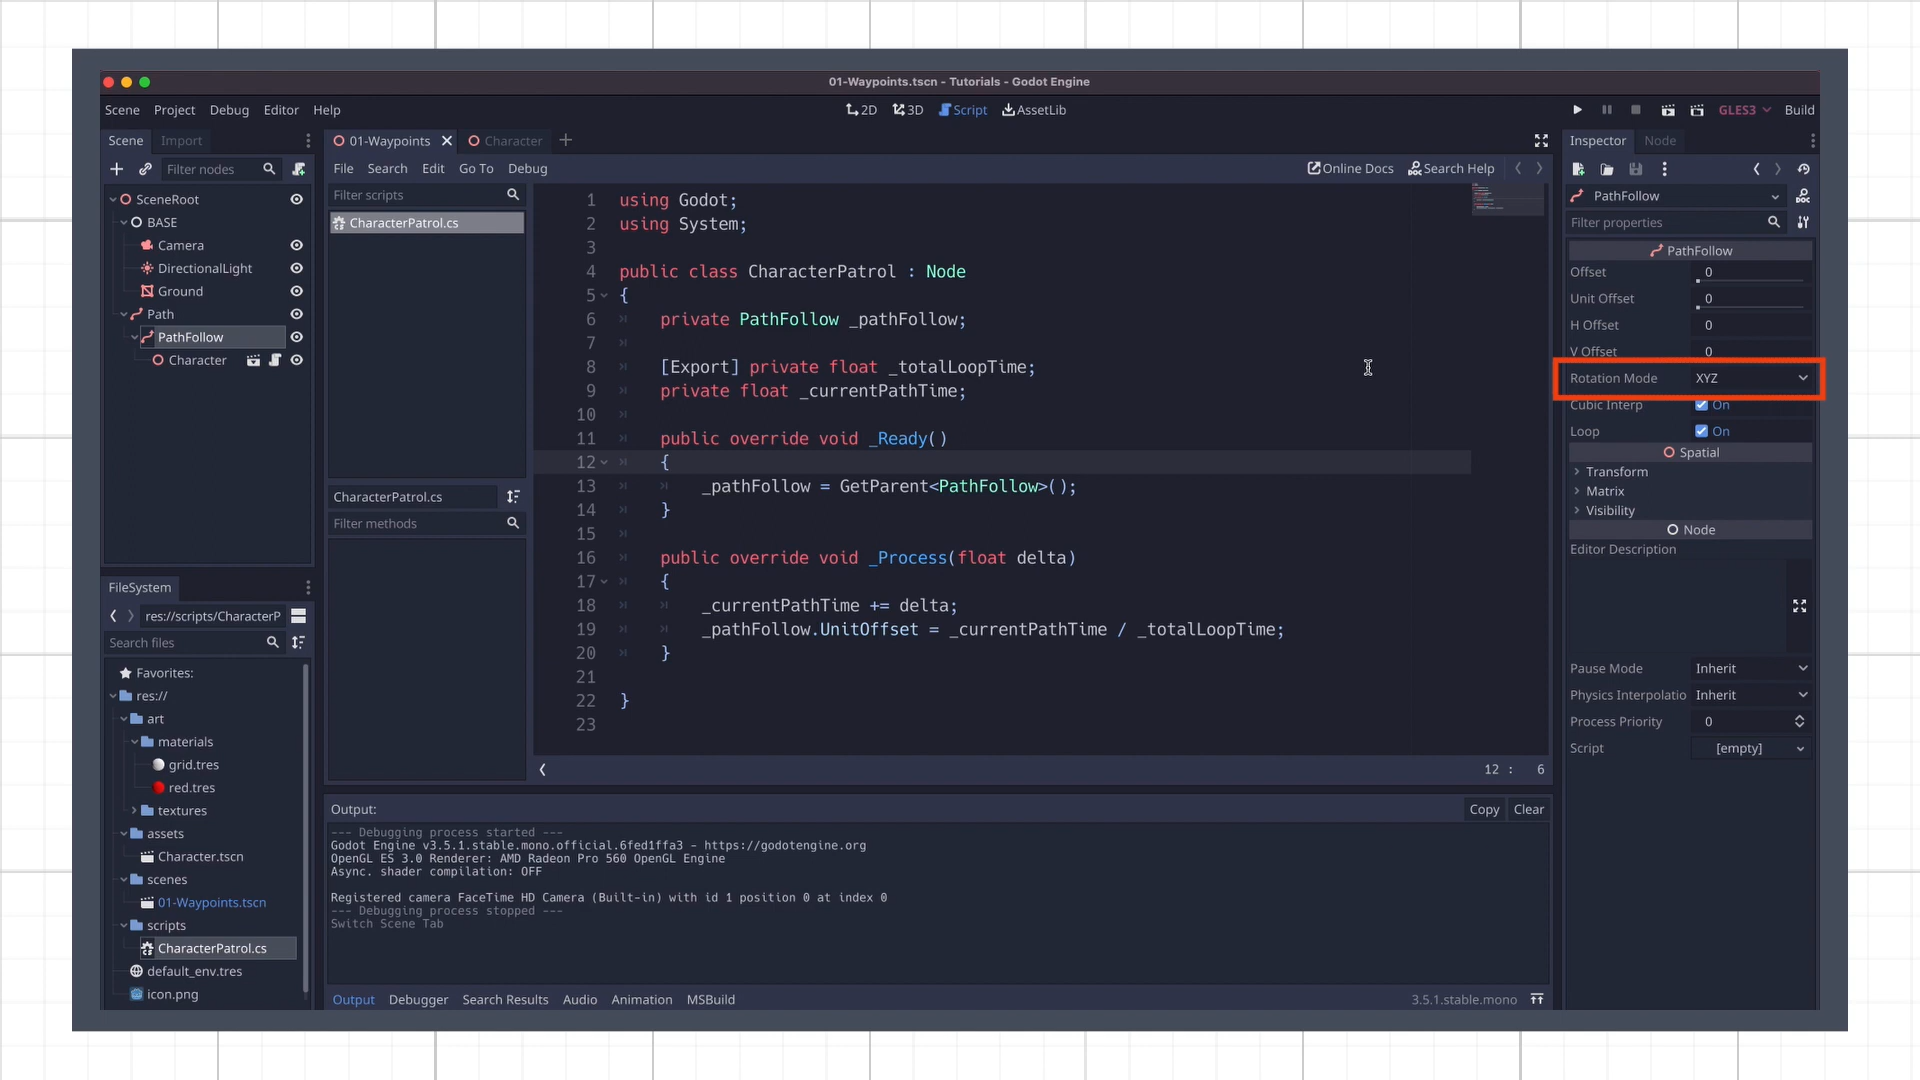 01-Waypoints.tscn - Tutorials - Godot Engine
Scene Project Debug Editor Help
2D 3D Script AssetLib
GLES3 Build
Scene Import
Filter nodes
SceneRoot
BASE
Camera
DirectionalLight
Ground
Path
PathFollow
Character
FileSystem
res://scripts/CharacterP
Search files
Favorites:
res://
art
materials
grid.tres
red.tres
textures
assets
Character.tscn
scenes
01-Waypoints.tscn
scripts
CharacterPatrol.cs
default_env.tres
icon.png
01-Waypoints Character
File Search Edit Go To Debug
Online Docs Search Help
Filter scripts
CharacterPatrol.cs
CharacterPatrol.cs
Filter methods
1 using Godot;
2 using System;
3
4 public class CharacterPatrol : Node
5 {
6 private PathFollow _pathFollow;
7
8 [Export] private float _totalLoopTime;
9 private float _currentPathTime;
10
11 public override void _Ready()
12 {
13 _pathFollow = GetParent<PathFollow>();
14 }
15
16 public override void _Process(float delta)
17 {
18 _currentPathTime += delta;
19 _pathFollow.UnitOffset = _currentPathTime / _totalLoopTime;
20 }
21
22 }
23
12 : 6
Output:
Copy Clear
--- Debugging process started ---
Godot Engine v3.5.1.stable.mono.official.6fed1ffa3 - https://godotengine.org
OpenGL ES 3.0 Renderer: AMD Radeon Pro 560 OpenGL Engine
Async. shader compilation: OFF
Registered camera FaceTime HD Camera (Built-in) with id 1 position 0 at index 0
--- Debugging process stopped ---
Switch Scene Tab
Output Debugger Search Results Audio Animation MSBuild
3.5.1.stable.mono
Inspector Node
PathFollow
Filter properties
PathFollow
Offset 0
Unit Offset 0
H Offset 0
V Offset 0
Rotation Mode XYZ
Cubic Interp On
Loop On
Spatial
Transform
Matrix
Visibility
Node
Editor Description
Pause Mode Inherit
Physics Interpolatio Inherit
Process Priority 0
Script [empty]